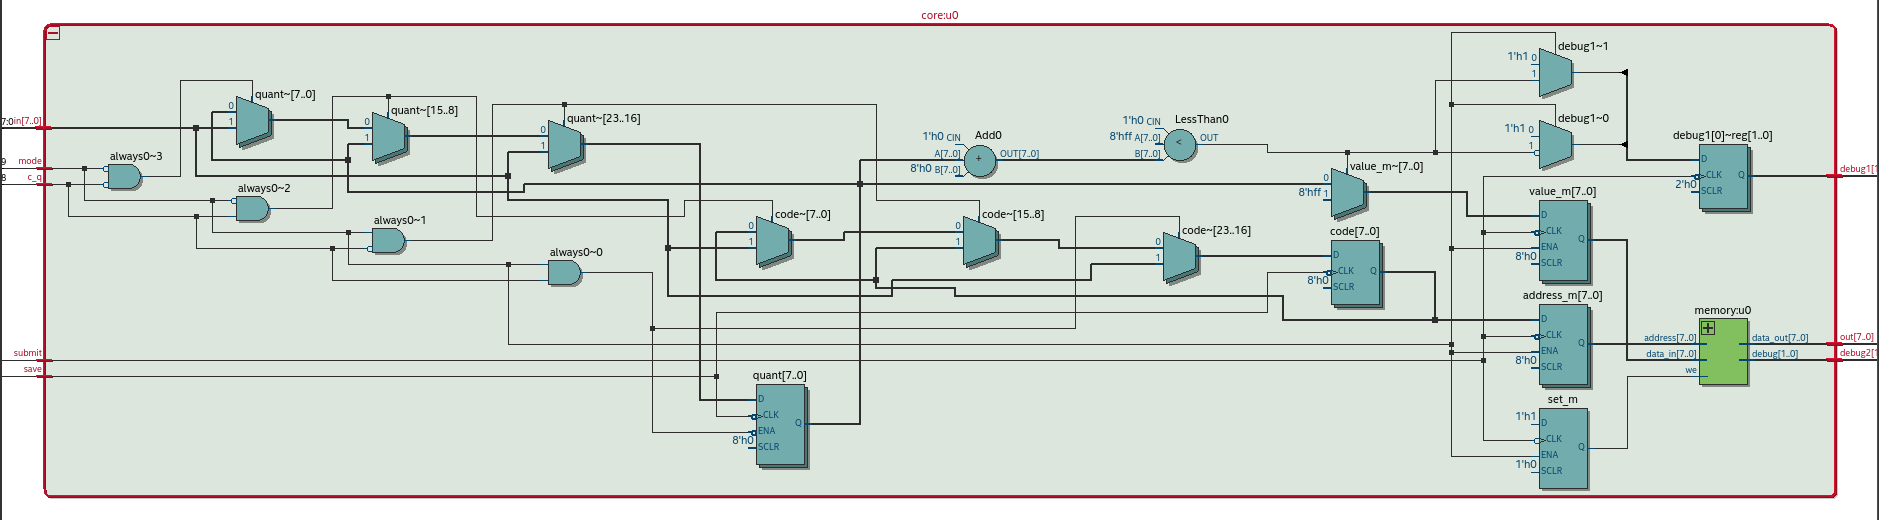 core:u0
debug1~1
1'h1 0
1
quant~[7..0]
0
1
quant~[15..8]
0
1
quant~[23..16]
0
1
1'h0 CIN
Add0
A[7..0]
+
OUT[7..0]
8'h0 B[7..0]
1'h0 CIN
LessThan0
8'hff A[7..0]
<
OUT
B[7..0]
debug1~0
1'h1 0
1
7:0 in[7..0]
debug1[0]~reg[1..0]
D
CLK
Q
2'h0
SCLR
debug1[1
always0~3
9
mode
8
c_q
always0~2
value_m~[7..0]
0
8'hff 1
value_m[7..0]
D
CLK
ENA
Q
8'h0
SCLR
always0~1
code~[7..0]
0
1
code~[15..8]
0
1
code~[23..16]
0
1
code[7..0]
D
CLK
Q
8'h0
SCLR
always0~0
address_m[7..0]
D
CLK
ENA
Q
8'h0
SCLR
memory:u0
address[7..0]
data_out[7..0]
data_in[7..0]
debug[1..0]
we
out[7..0]
debug2[1
submit
save
quant[7..0]
D
CLK
ENA
Q
8'h0
SCLR
set_m
1'h1
D
CLK
Q
ENA
1'h0
SCLR